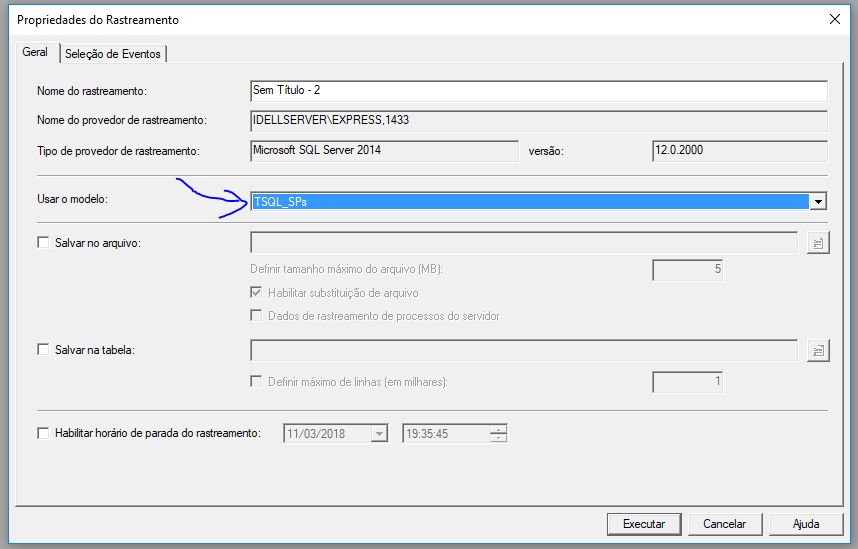 Propriedades do Rastreamento
Geral
Seleção de Eventos
Nome do rastreamento:
Sem Título - 2
Nome do provedor de rastreamento:
IDELLSERVER\EXPRESS,1433
Tipo de provedor de rastreamento:
Microsoft SQL Server 2014
versão:
12.0.2000
Usar o modelo:
TSQL_SPs
Salvar no arquivo:
Definir tamanho máximo do arquivo (MB):
5
Habilitar substituição de arquivo
Dados de rastreamento de processos do servidor
Salvar na tabela:
Definir máximo de linhas (em milhares):
1
Habilitar horário de parada do rastreamento:
11/03/2018
19:35:45
Executar
Cancelar
Ajuda